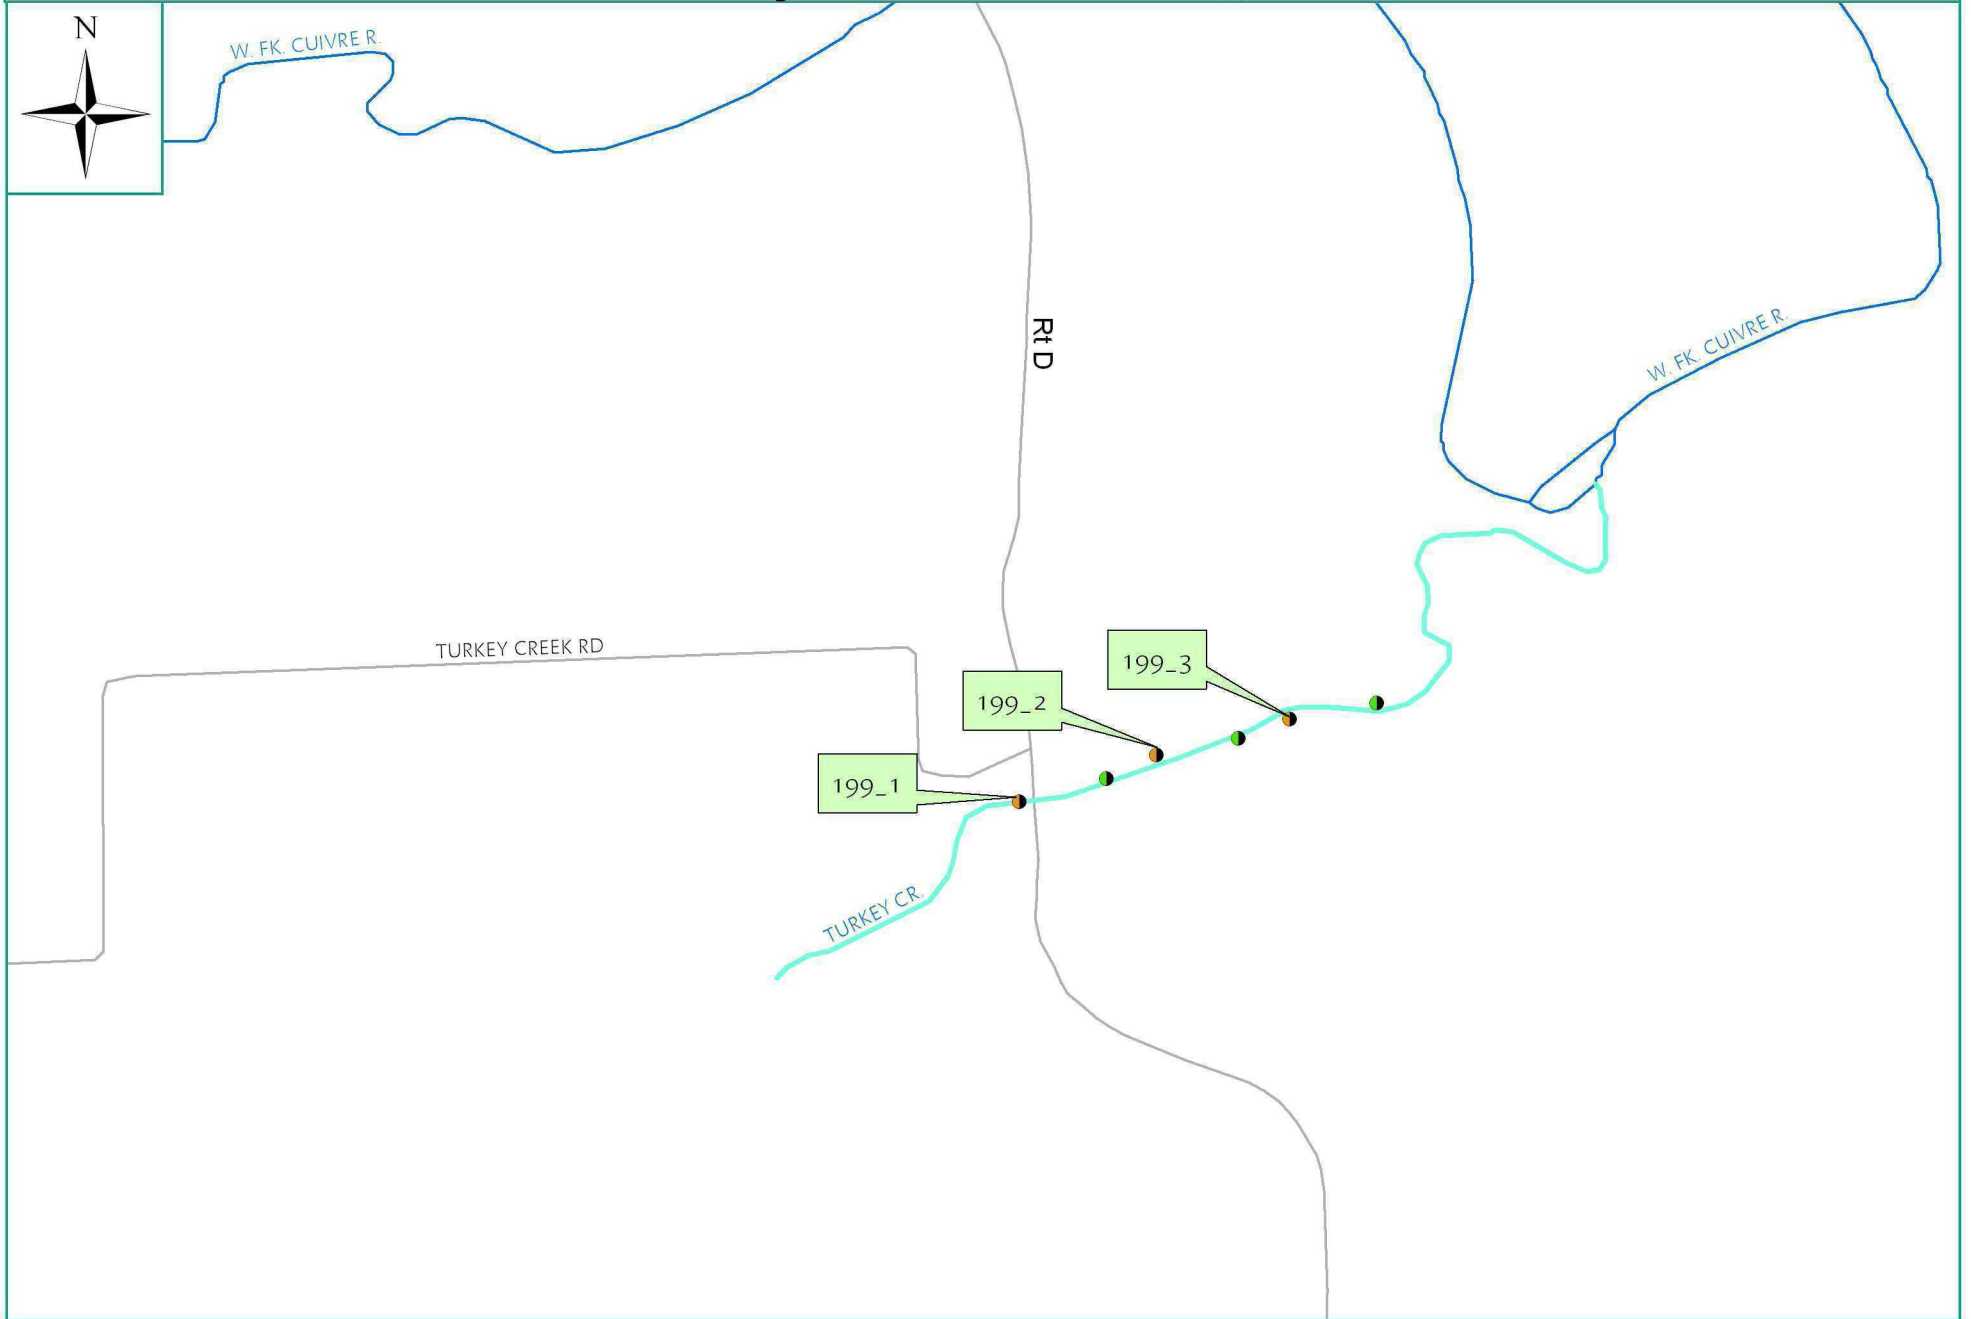 N
W. FK. CUIVRE R.
Rt D
W. FK. CUIVRE R.
TURKEY CREEK RD
199_3
199_2
199_1
TURKEY CR.